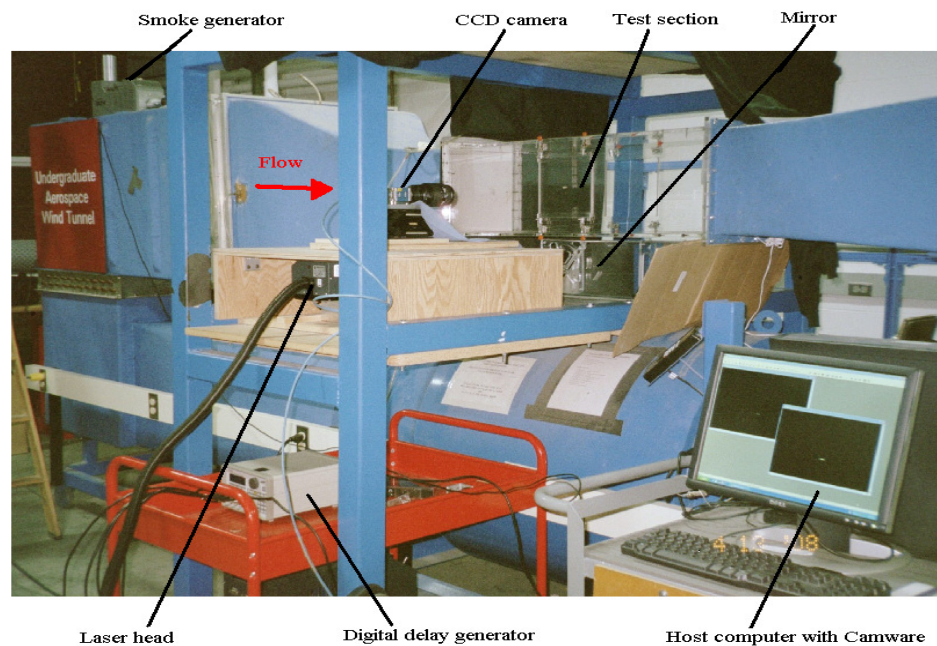 Smoke generator
CCD camera
Test section
Mirror
Flow
Undergraduate
Aerospace
Wind Tunnel
Laser head
Digital delay generator
Host computer with Camware